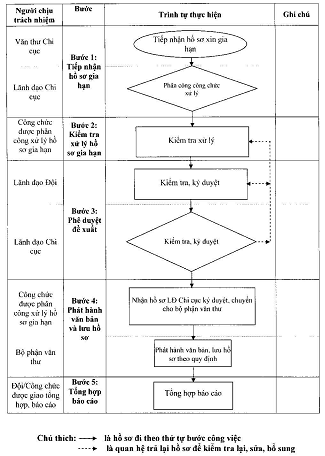 Người chịu
trách nhiệm
Bước
Trình tự thực hiện
Ghi chú
Văn thư Chi
cục
Lãnh đạo Chi
cục
Bước 1:
Tiếp nhận
hồ sơ gia
hạn
Tiếp nhận hồ sơ xin gia
hạn
Phân công công chức
xử lý
Công chức
được phân
công xử lý hồ
sơ gia hạn
Bước 2:
Kiểm tra
xử lý hồ
sơ gia hạn
Kiểm tra xử lý
Lãnh đạo Đội
Lãnh đạo Chi
cục
Bước 3:
Phê duyệt
đề xuất
Kiểm tra, ký duyệt
Kiểm tra, ký duyệt
Công chức
được phân
công xử lý hồ
sơ gia hạn
Bộ phận văn
thư
Bước 4:
Phát hành
văn bản
và lưu hồ
sơ
Nhận hồ sơ LĐ Chi cục ký duyệt, chuyển
cho bộ phận văn thư
Phát hành văn bản, lưu hồ
sơ theo quy định
Đội/Công chức
được giao tổng
hợp, báo cáo
Bước 5:
Tổng hợp
báo cáo
Tổng hợp báo cáo
Chú thích: là hồ sơ đi theo thứ tự bước công việc
là quan hệ trả lại hồ sơ để kiểm tra lại, sửa, bổ sung